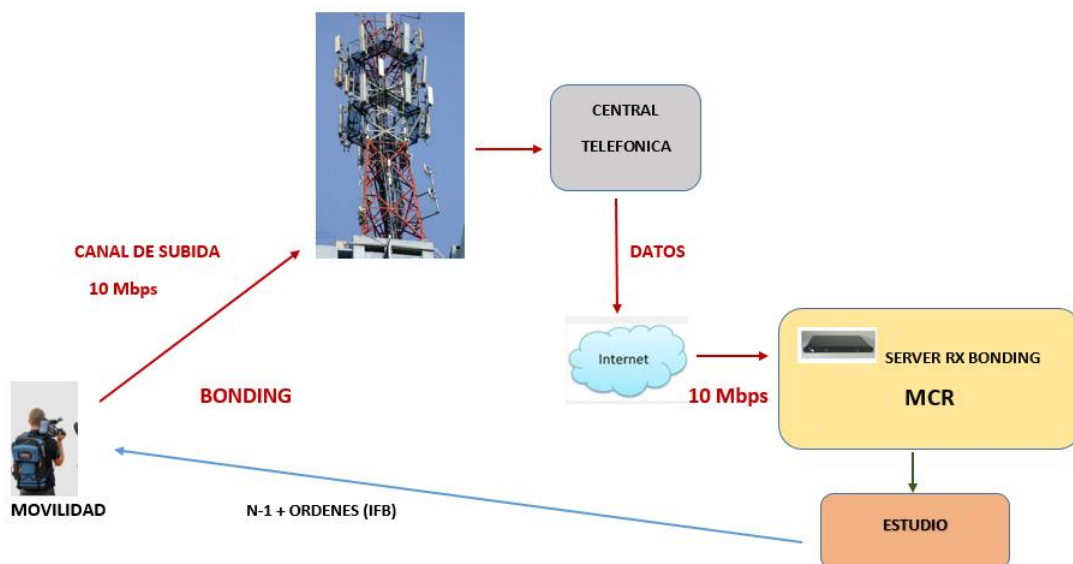 CENTRAL
TELEFONICA
CANAL DE SUBIDA
10 Mbps
DATOS
Internet
SERVER RX BONDING
MCR
10 Mbps
BONDING
MOVILIDAD
N-1 + ORDENES (IFB)
ESTUDIO